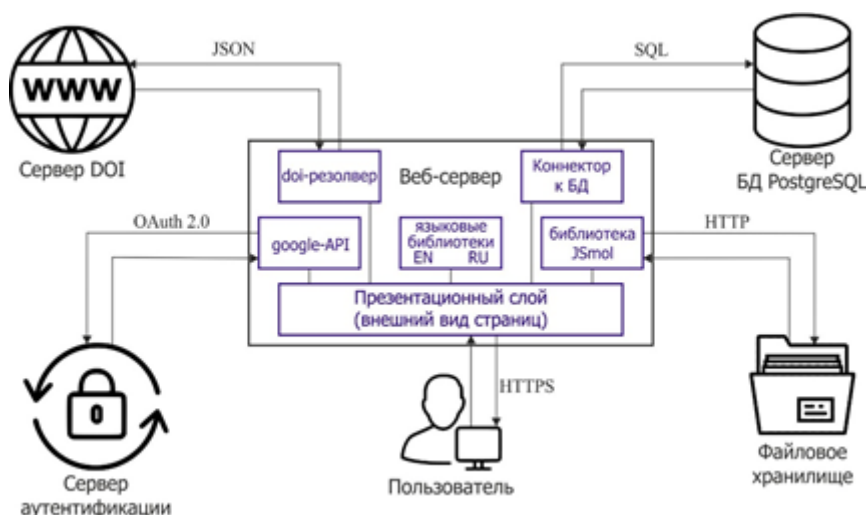 JSON
SQL
WWW
Сервер DOI
doi-резолвер
Веб-сервер
Коннектор
к БД
Сервер
БД PostgreSQL
OAuth 2.0
google-API
языковые
библиотеки
EN RU
библиотека
JSmol
HTTP
Презентационный слой
(внешний вид страниц)
HTTPS
Сервер
аутентификации
Пользователь
Файловое
хранилище